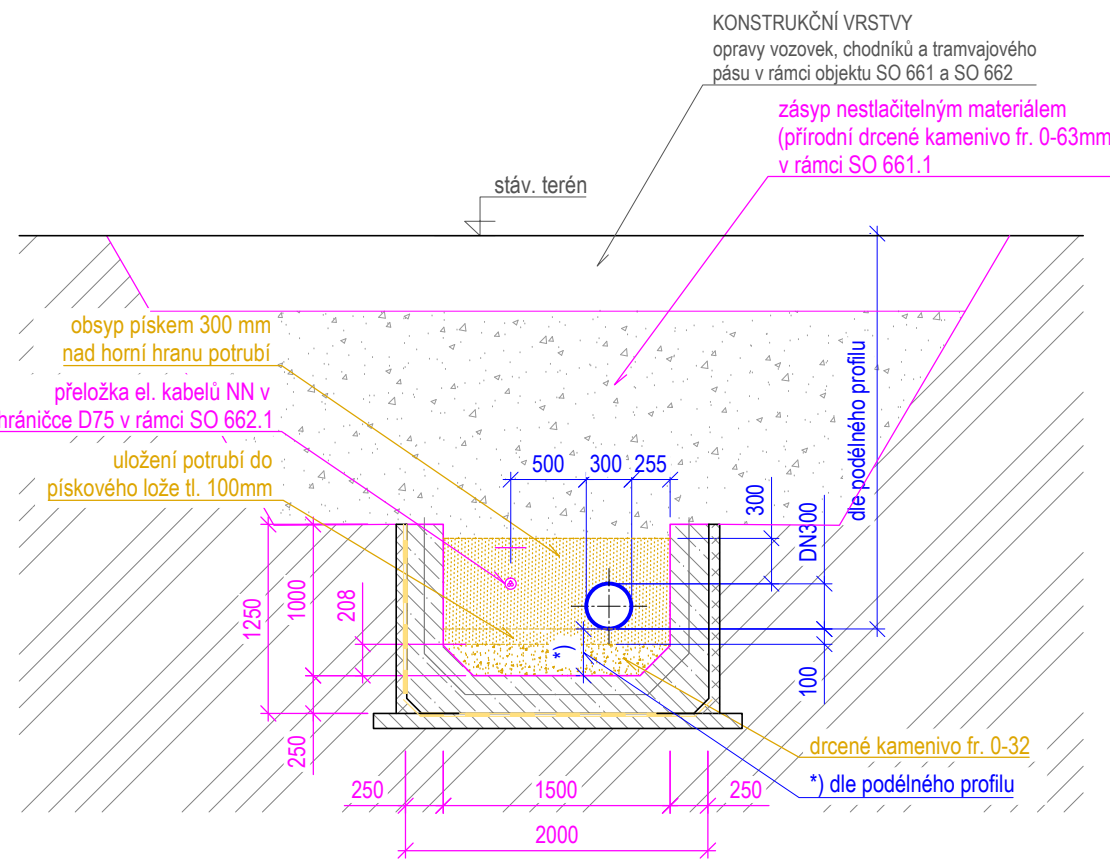 KONSTRUKČNÍ VRSTVY
opravy vozovek, chodníků a tramvajového
pásu v rámci objektu SO 661 a SO 662
zásyp nestlačitelným materiálem
(přírodní drcené kamenivo fr. 0-63mm
v rámci SO 661.1
stáv. terén
obsyp pískem 300 mm
nad horní hranu potrubí
přeložka el. kabelů NN v
hráničce D75 v rámci SO 662.1
uložení potrubí do
pískového lože tl. 100mm
500
300
255
300
DN300
dle podélného profilu
1250
1000
208
*)
100
250
drcené kamenivo fr. 0-32
*) dle podélného profilu
250
1500
250
2000